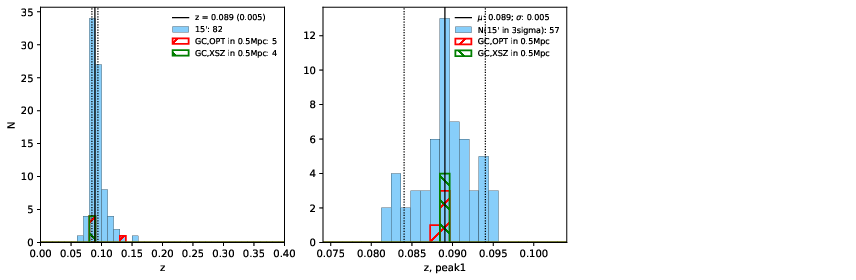 z = 0.089 (0.005)
15': 82
GC,OPT in 0.5Mpc: 5
GC,XSZ in 0.5Mpc: 4
N
35
30
25
20
15
10
5
0
0.00 0.05 0.10 0.15 0.20 0.25 0.30 0.35 0.40
z
μ: 0.089; σ: 0.005
N(15' in 3sigma): 57
GC,OPT in 0.5Mpc
GC,XSZ in 0.5Mpc
12
10
8
6
4
2
0
0.075 0.080 0.085 0.090 0.095 0.100
z, peak1